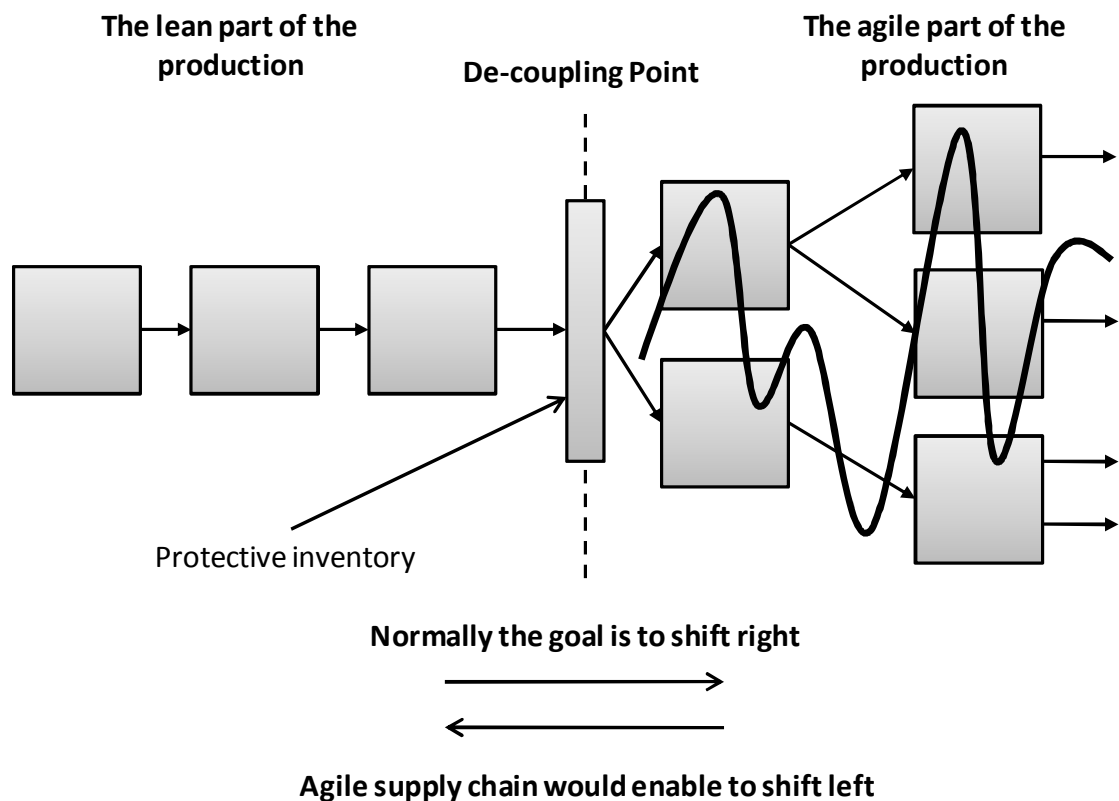 The lean part of the
production
De-coupling Point
The agile part of the
production
Protective inventory
Normally the goal is to shift right
Agile supply chain would enable to shift left